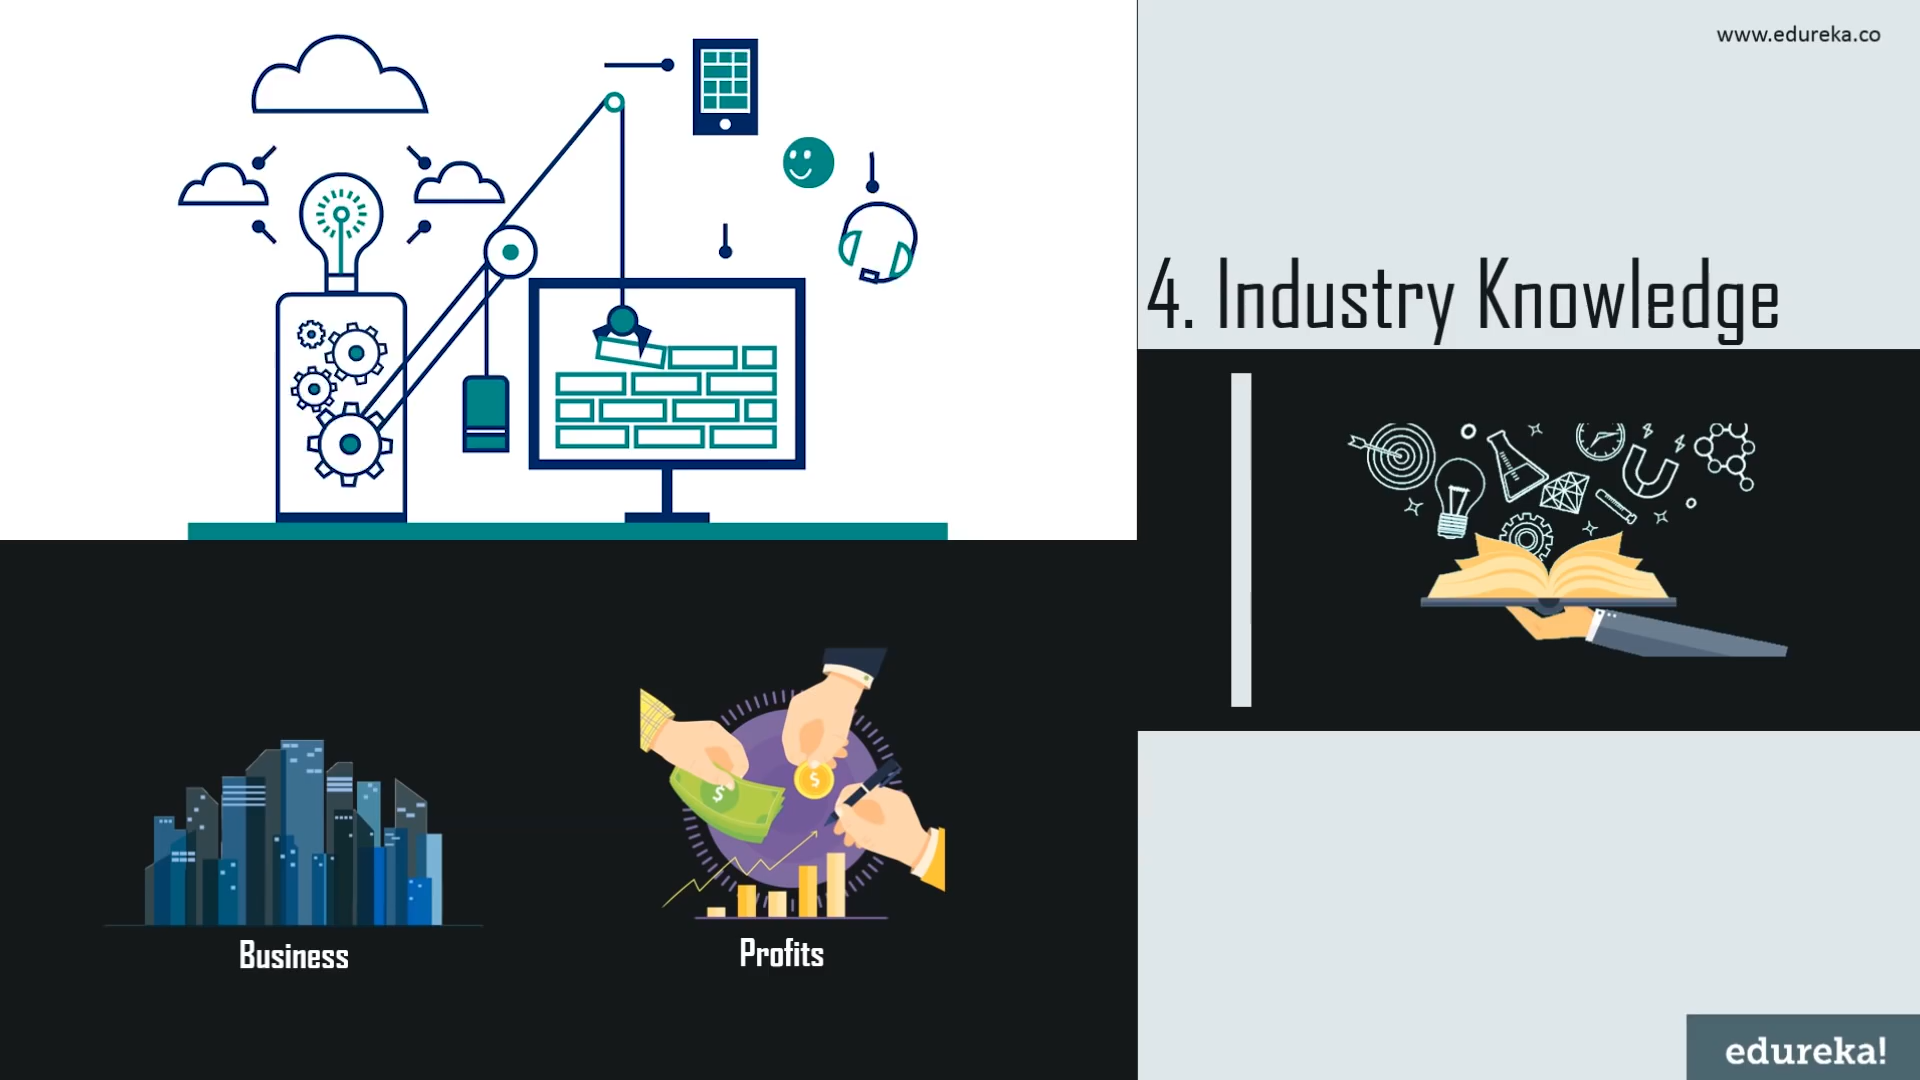 www.edureka.co
4. Industry Knowledge
$
$
Business
Profits
edureka!